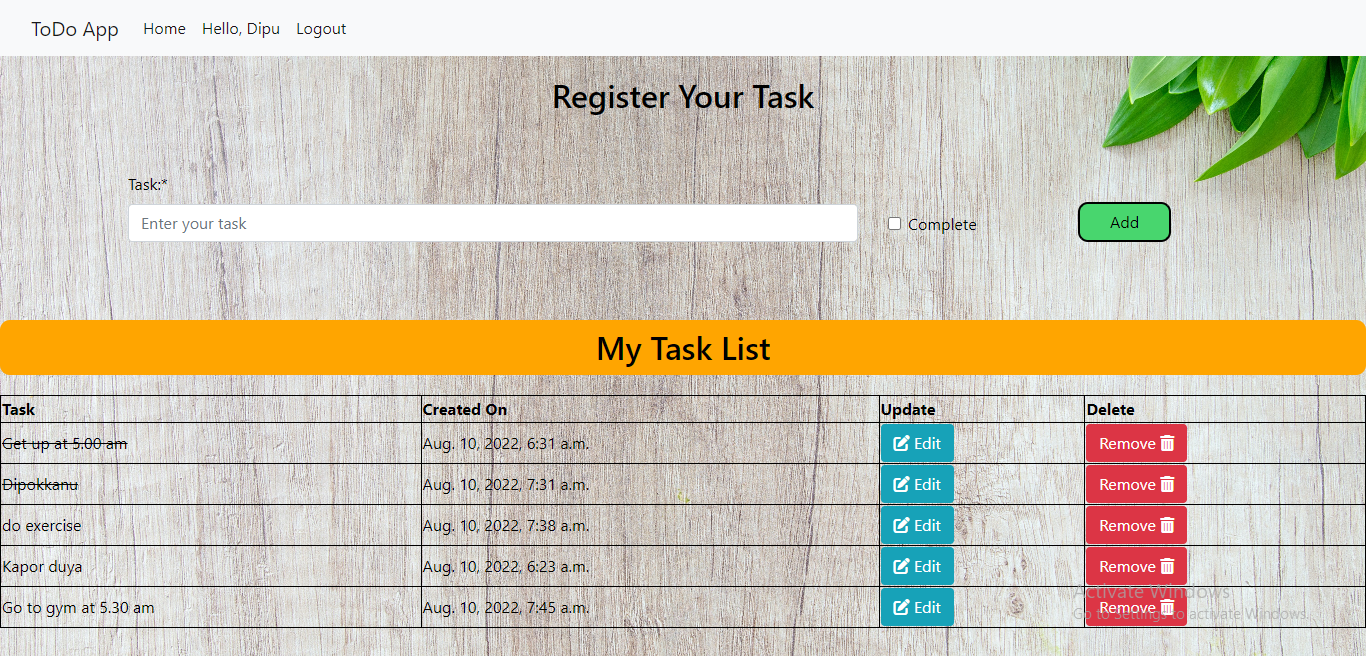 ToDo App Home Hello, Dipu Logout
Register Your Task
Task:*
Enter your task Complete Add
My Task List
Task Created On Update Delete
Get up at 5.00 am Aug. 10, 2022, 6:31 a.m. Edit Remove
Dipokkanu Aug. 10, 2022, 7:31 a.m. Edit Remove
do exercise Aug. 10, 2022, 7:38 a.m. Edit Remove
Kapor duya Aug. 10, 2022, 6:23 a.m. Edit Remove
Activate Windows
Go to gym at 5.30 am Aug. 10, 2022, 7:45 a.m. Edit Remove
Go to Settings to activate Windows.